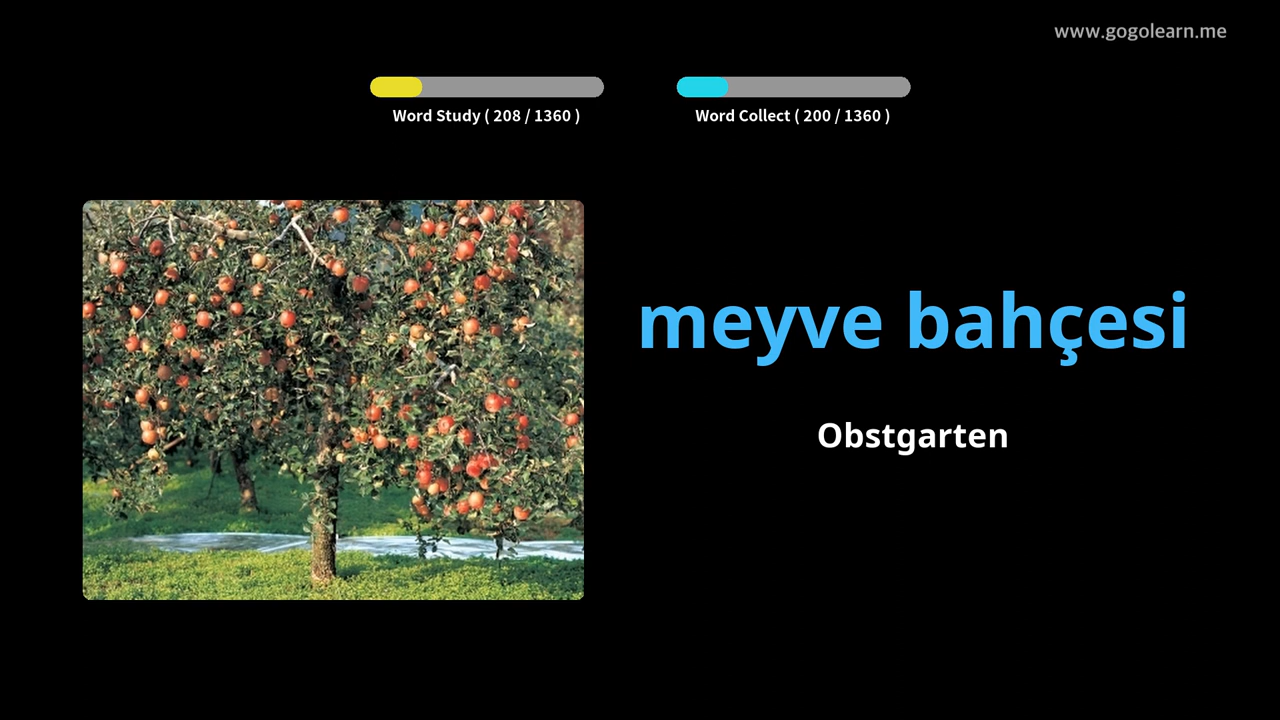 www.gogolearn.me
Word Study ( 208 / 1360 )
Word Collect ( 200 / 1360 )
meyve bahçesi
Obstgarten